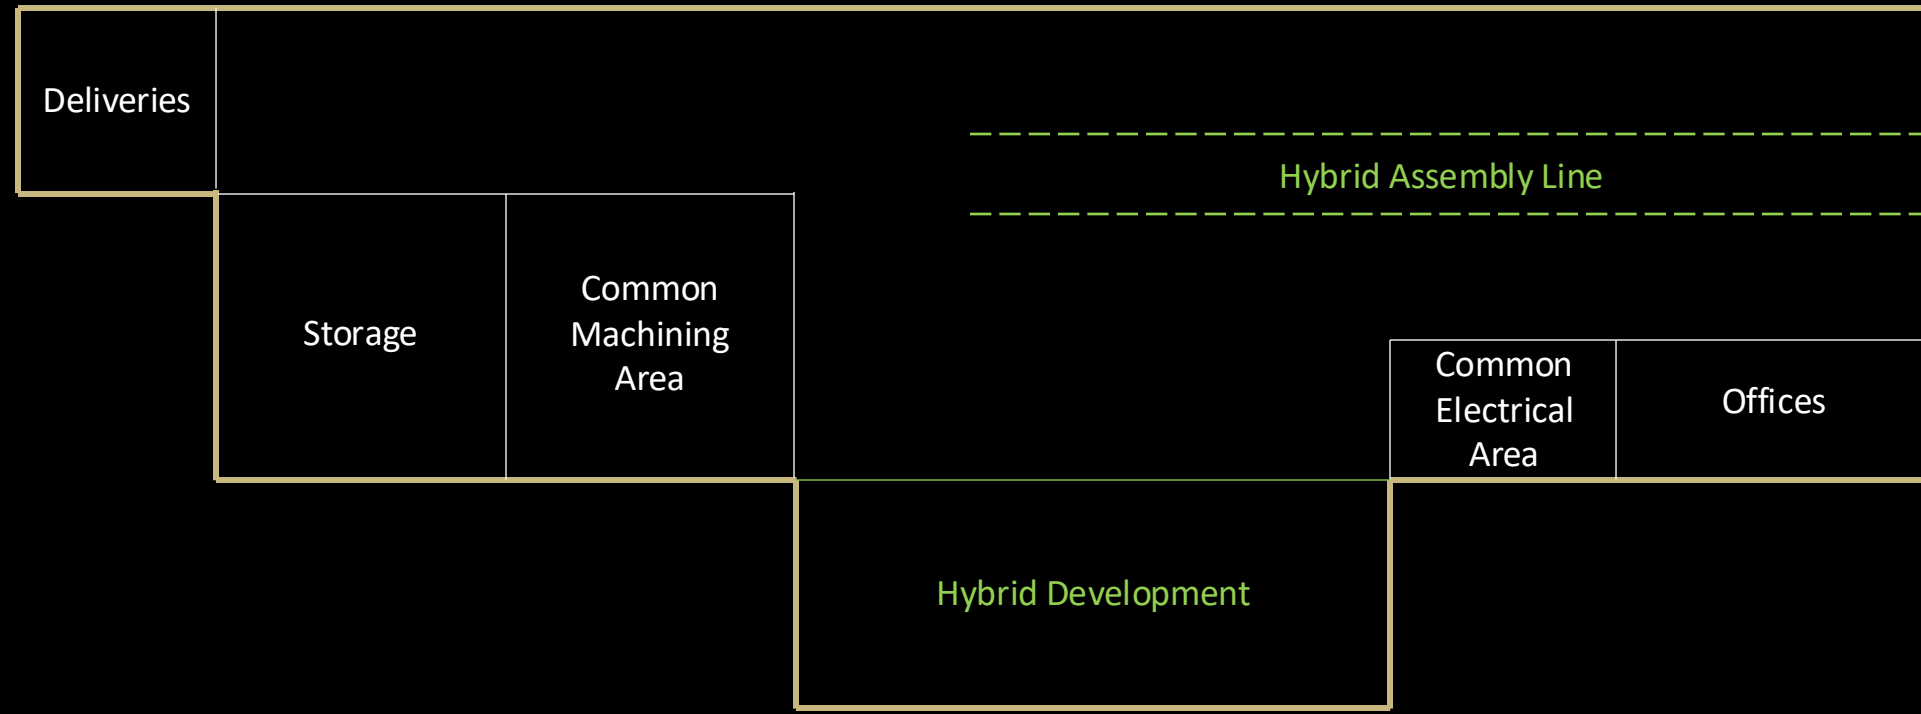 Deliveries
Hybrid Assembly Line
Storage
Common
Machining
Area
Common
Electrical
Area
Offices
Hybrid Development